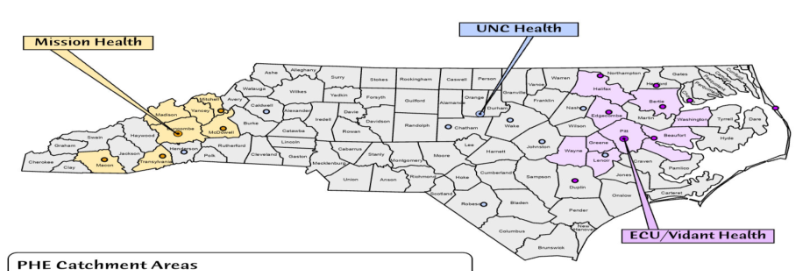 UNC Health
Mission Health
Ashe
Alleghany
Surry
Stokes
Rockingham
Caswell
Person
Vance
Warren
Northampton
Gates
Granville
Halifax
Watauga
Wilkes
Yadkin
Forsyth
Guilford
Alamance
Orange
Durham
Franklin
Nash
Bertie
Mitchell
Avery
Yancey
Caldwell
Alexander
Davie
Iredell
Davidson
Randolph
Chatham
Wake
Edgecombe
Martin
Washington
Tyrrell
Dare
Madison
Burke
McDowell
Catawba
Rowan
Wilson
Pitt
Beaufort
Hyde
Swain
Haywood
Buncombe
Lincoln
Lee
Johnston
Greene
Graham
Jackson
Henderson
Rutherford
Cleveland
Gaston
Cabarrus
Stanly
Montgomery
Moore
Harnett
Wayne
Lenoir
Craven
Pamlico
Cherokee
Clay
Macon
Transylvania
Polk
Mecklenburg
Union
Anson
Richmond
Hoke
Cumberland
Sampson
Duplin
Jones
Onslow
Carteret
Scotland
Robeson
Bladen
Pender
Columbus
New Hanover
Brunswick
ECU/Vidant Health
PHE Catchment Areas